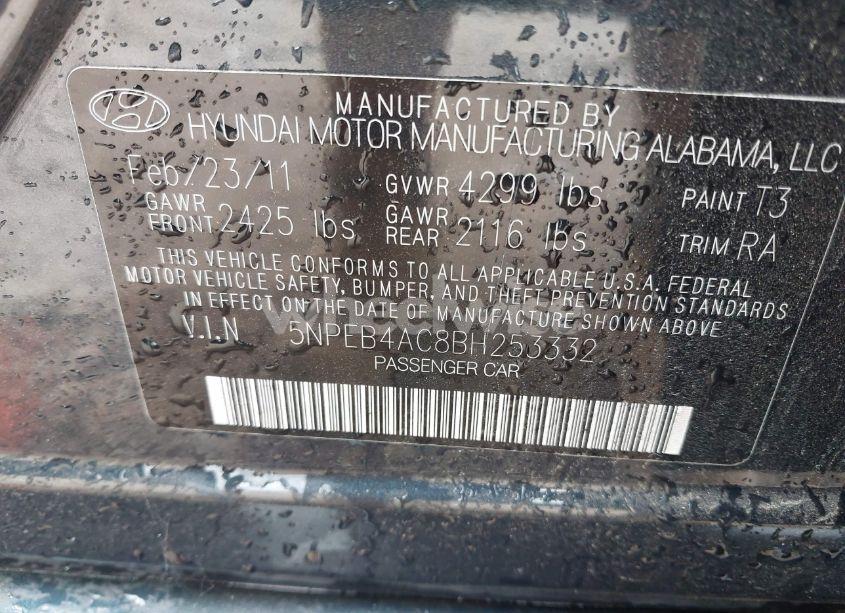 MANUFACTURED BY
HYUNDAI MOTOR MANUFACTURING ALABAMA, LLC
Feb/23/11 GVWR 4299 lbs PAINT T3
GAWR FRONT 2425 lbs GAWR REAR 2116 lbs TRIM RA
THIS VEHICLE CONFORMS TO ALL APPLICABLE U.S.A. FEDERAL
MOTOR VEHICLE SAFETY, BUMPER, AND THEFT PREVENTION STANDARDS
IN EFFECT ON THE DATE OF MANUFACTURE SHOWN ABOVE
V.I.N 5NPEB4AC8BH253332
PASSENGER CAR